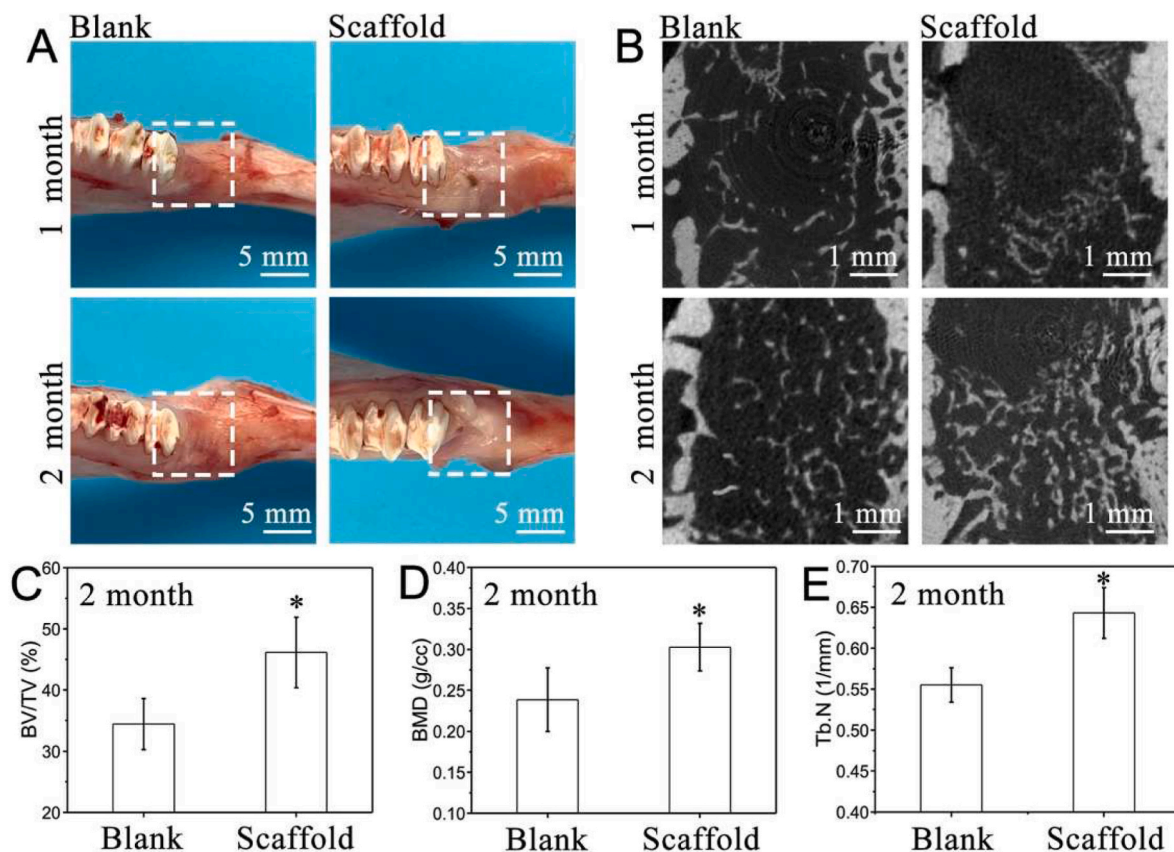 Blank
Scaffold
A
1 month
5 mm
5 mm
2 month
5 mm
5 mm
Blank
Scaffold
B
1 month
1 mm
1 mm
2 month
1 mm
1 mm
C
2 month
*
BV/TV (%)
60
50
40
30
20
Blank
Scaffold
D
2 month
*
BMD (g/cc)
0.40
0.35
0.30
0.25
0.20
0.15
0.10
Blank
Scaffold
E
2 month
*
Tb.N (1/mm)
0.70
0.65
0.60
0.55
0.50
0.45
0.40
Blank
Scaffold